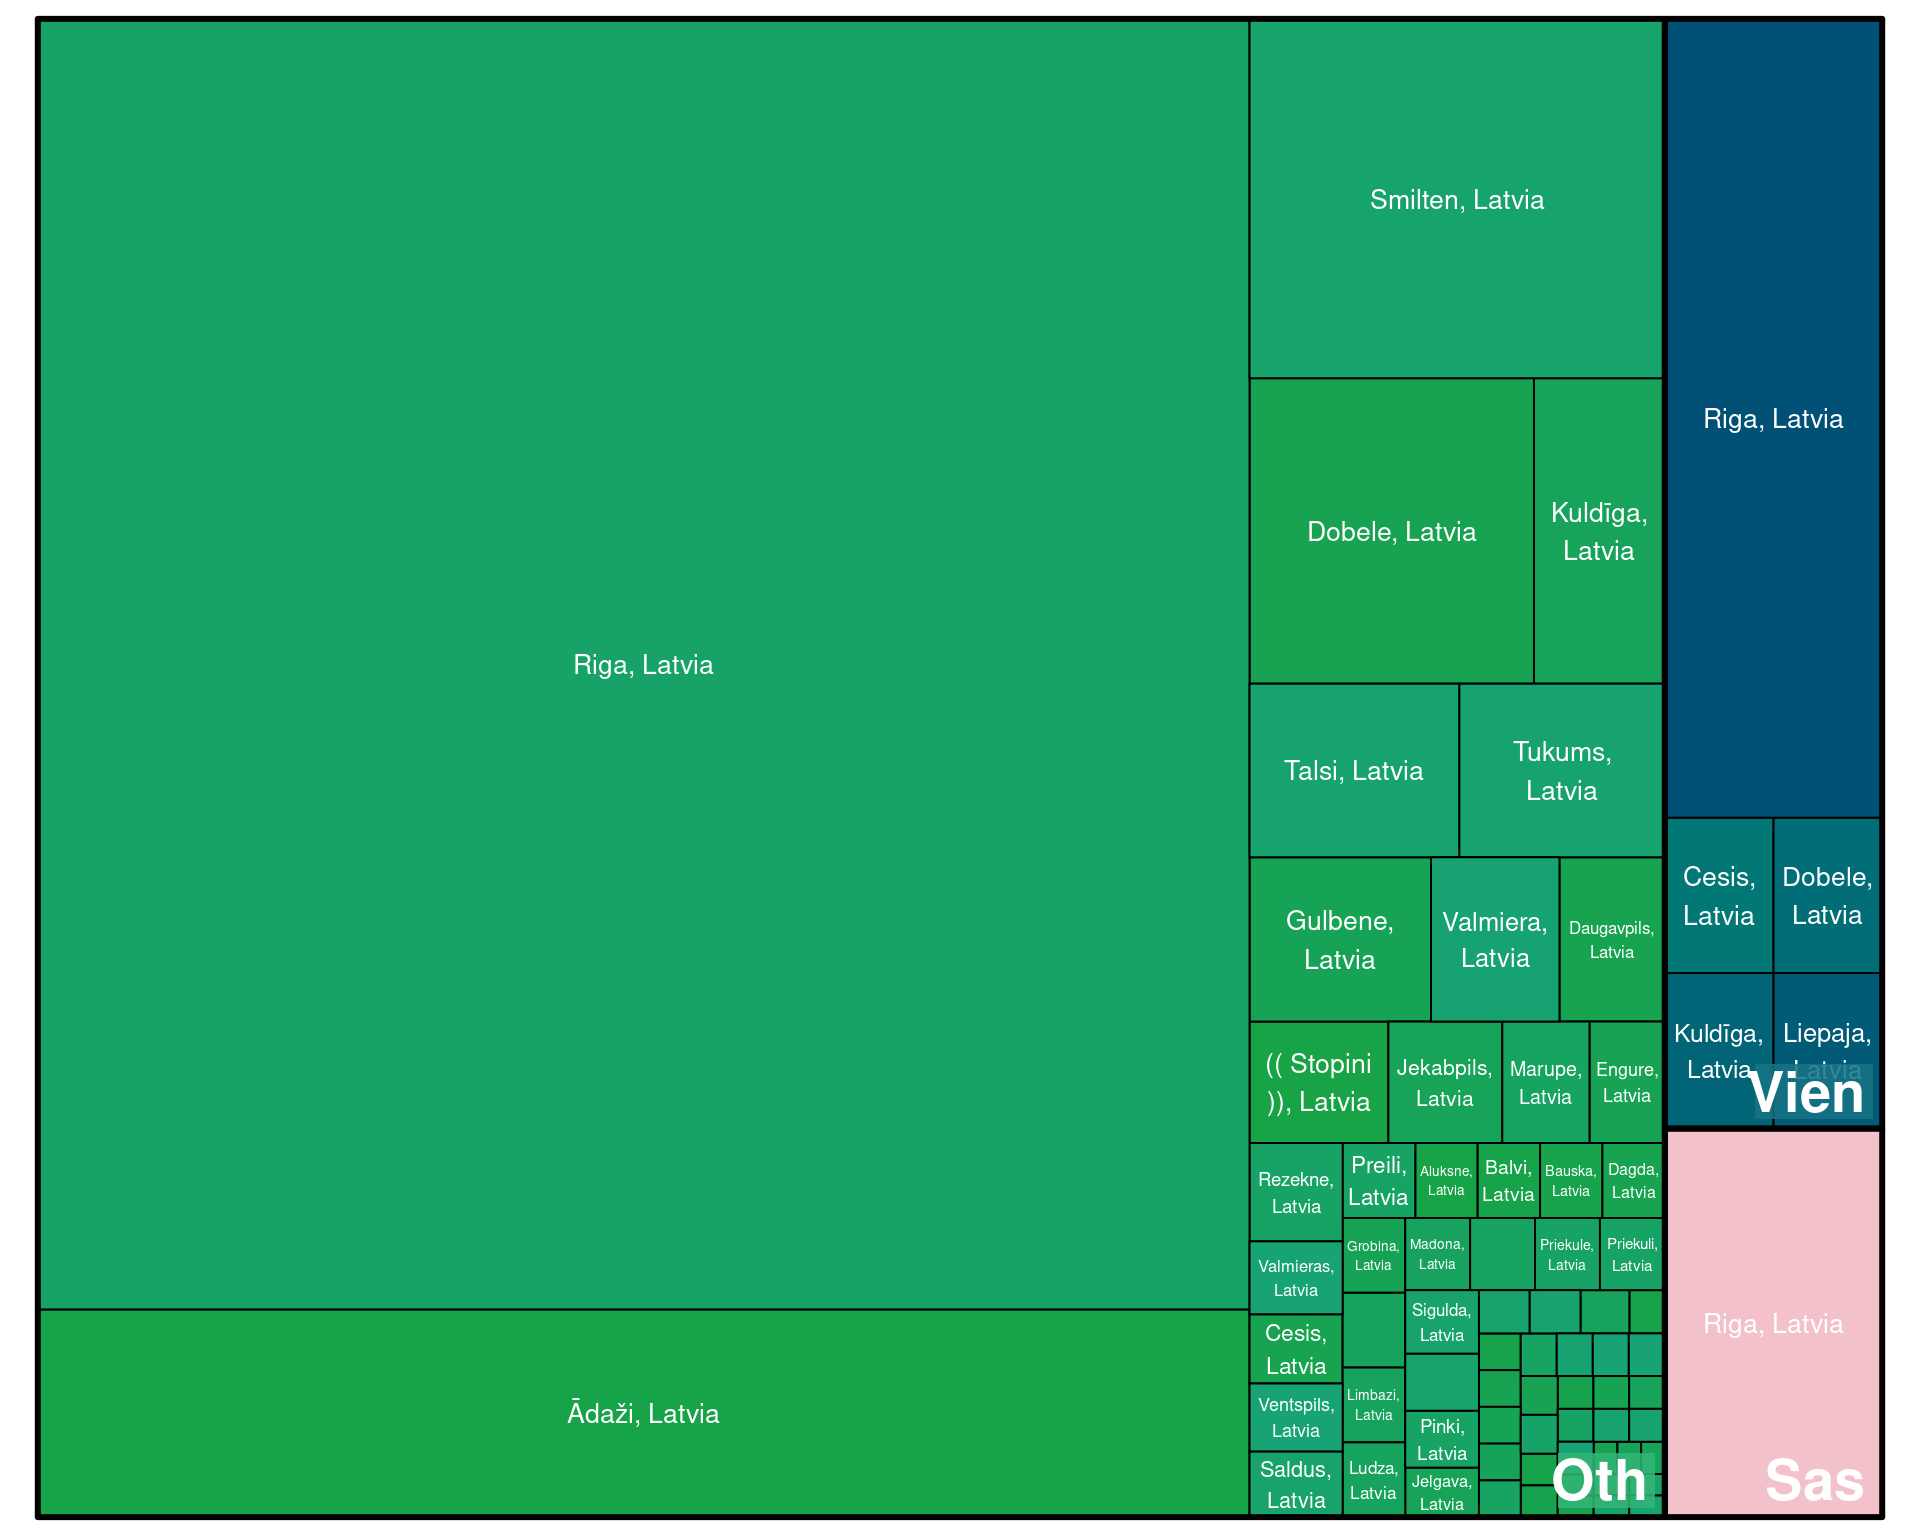 Riga, Latvia
Ādaži, Latvia
Smilten, Latvia
Dobele, Latvia
Kuldīga,
Latvia
Talsi, Latvia
Tukums,
Latvia
Gulbene,
Latvia
Valmiera,
Latvia
Daugavpils,
Latvia
(( Stopini
)), Latvia
Jekabpils,
Latvia
Marupe,
Latvia
Engure,
Latvia
Rezekne,
Latvia
Valmieras,
Latvia
Cesis,
Latvia
Ventspils,
Latvia
Saldus,
Latvia
Preili,
Latvia
Aluksne,
Latvia
Balvi,
Latvia
Bauska,
Latvia
Dagda,
Latvia
Grobina,
Latvia
Madona,
Latvia
Priekule,
Latvia
Priekuli,
Latvia
Limbazi,
Latvia
Ludza,
Latvia
Sigulda,
Latvia
Pinki,
Latvia
Jelgava,
Latvia
Oth
Riga, Latvia
Cesis,
Latvia
Dobele,
Latvia
Kuldīga,
Latvia
Liepaja,
Latvia
Vien
Riga, Latvia
Sas